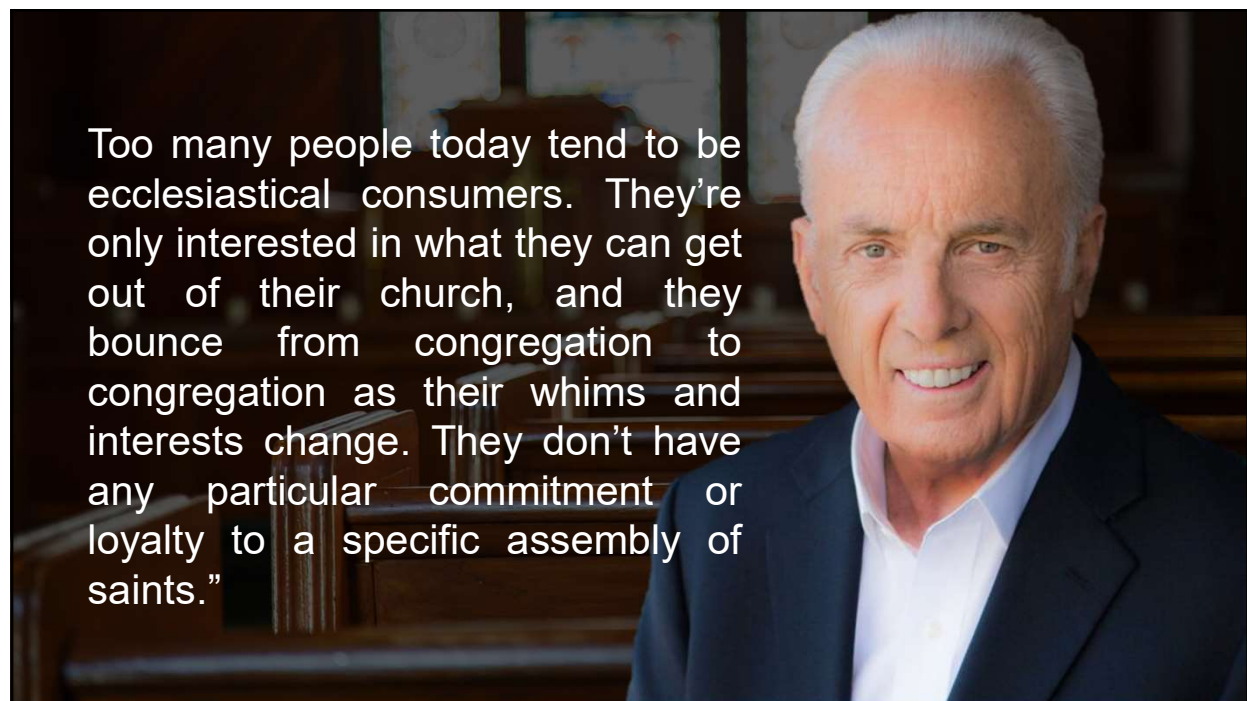 Too many people today tend to be
ecclesiastical consumers. They’re
only interested in what they can get
out of their church, and they
bounce from congregation to
congregation as their whims and
interests change. They don’t have
any particular commitment or
loyalty to a specific assembly of
saints.”